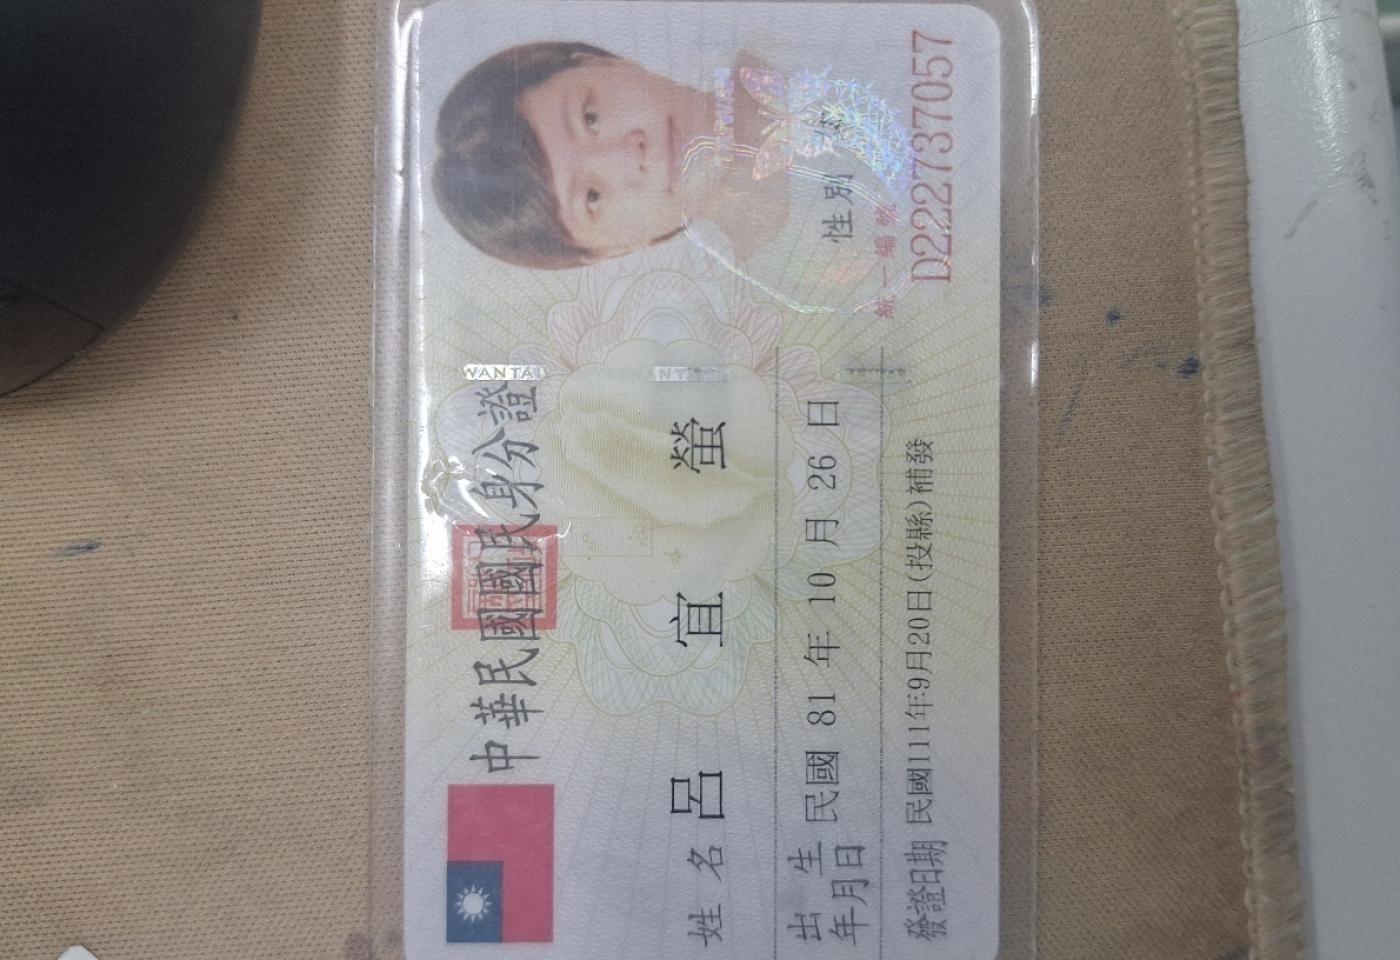 中華民國國民身分證
姓名 呂宜螢
出生年月日 民國 81 年 10 月 26 日
發證日期 民國111年9月20日(投縣)補發
性別
統一編號
D222737057
TAIWAN
TAIWAN